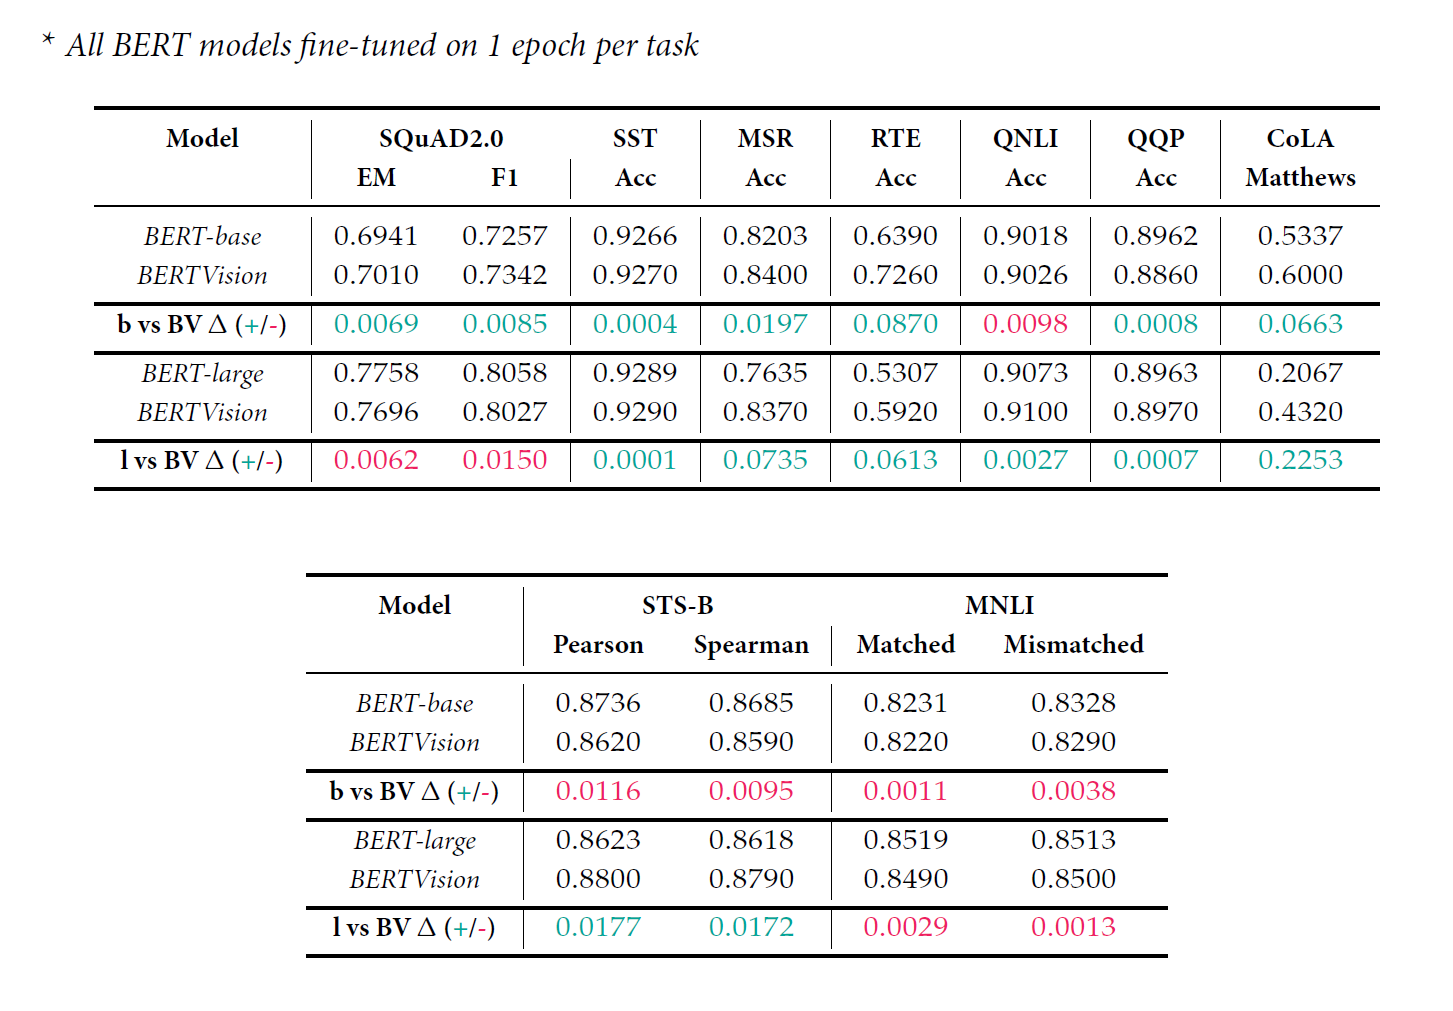 * All BERT models fine-tuned on 1 epoch per task
Model SQuAD2.0 SST MSR RTE QNLI QQP CoLA
EM F1 Acc Acc Acc Acc Acc Matthews
BERT-base 0.6941 0.7257 0.9266 0.8203 0.6390 0.9018 0.8962 0.5337
BERTVision 0.7010 0.7342 0.9270 0.8400 0.7260 0.9026 0.8860 0.6000
b vs BV Δ (+/-) 0.0069 0.0085 0.0004 0.0197 0.0870 0.0098 0.0008 0.0663
BERT-large 0.7758 0.8058 0.9289 0.7635 0.5307 0.9073 0.8963 0.2067
BERTVision 0.7696 0.8027 0.9290 0.8370 0.5920 0.9100 0.8970 0.4320
l vs BV Δ (+/-) 0.0062 0.0150 0.0001 0.0735 0.0613 0.0027 0.0007 0.2253
Model STS-B MNLI
Pearson Spearman Matched Mismatched
BERT-base 0.8736 0.8685 0.8231 0.8328
BERTVision 0.8620 0.8590 0.8220 0.8290
b vs BV Δ (+/-) 0.0116 0.0095 0.0011 0.0038
BERT-large 0.8623 0.8618 0.8519 0.8513
BERTVision 0.8800 0.8790 0.8490 0.8500
l vs BV Δ (+/-) 0.0177 0.0172 0.0029 0.0013